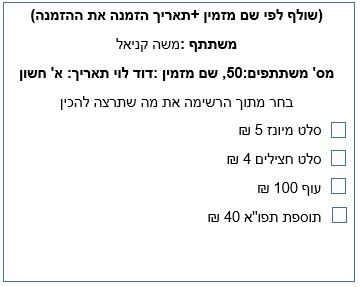 (שולף לפי שם מזמין +תאריך הזמנה את ההזמנה)
משתתף :משה קניאל
מס' משתתפים:50, שם מזמין :דוד לוי תאריך: א' חשון
בחר מתוך הרשימה את מה שתרצה להכין
סלט מיונז 5 ₪
סלט חצילים 4 ₪
עוף 100 ₪
תוספת תפו"א 40 ₪